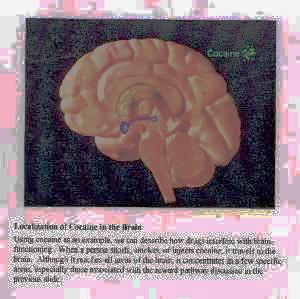 Cocaine
Localization of Cocaine in the Brain
Using cocaine as an example, we can describe how drugs interfere with brain
functioning. When a person snorts, smokes, or injects cocaine, it travels to the
brain. Although it reaches all areas of the brain, it concentrates in a few specific
areas, especially those associated with the reward pathway discussed in the
previous slide.